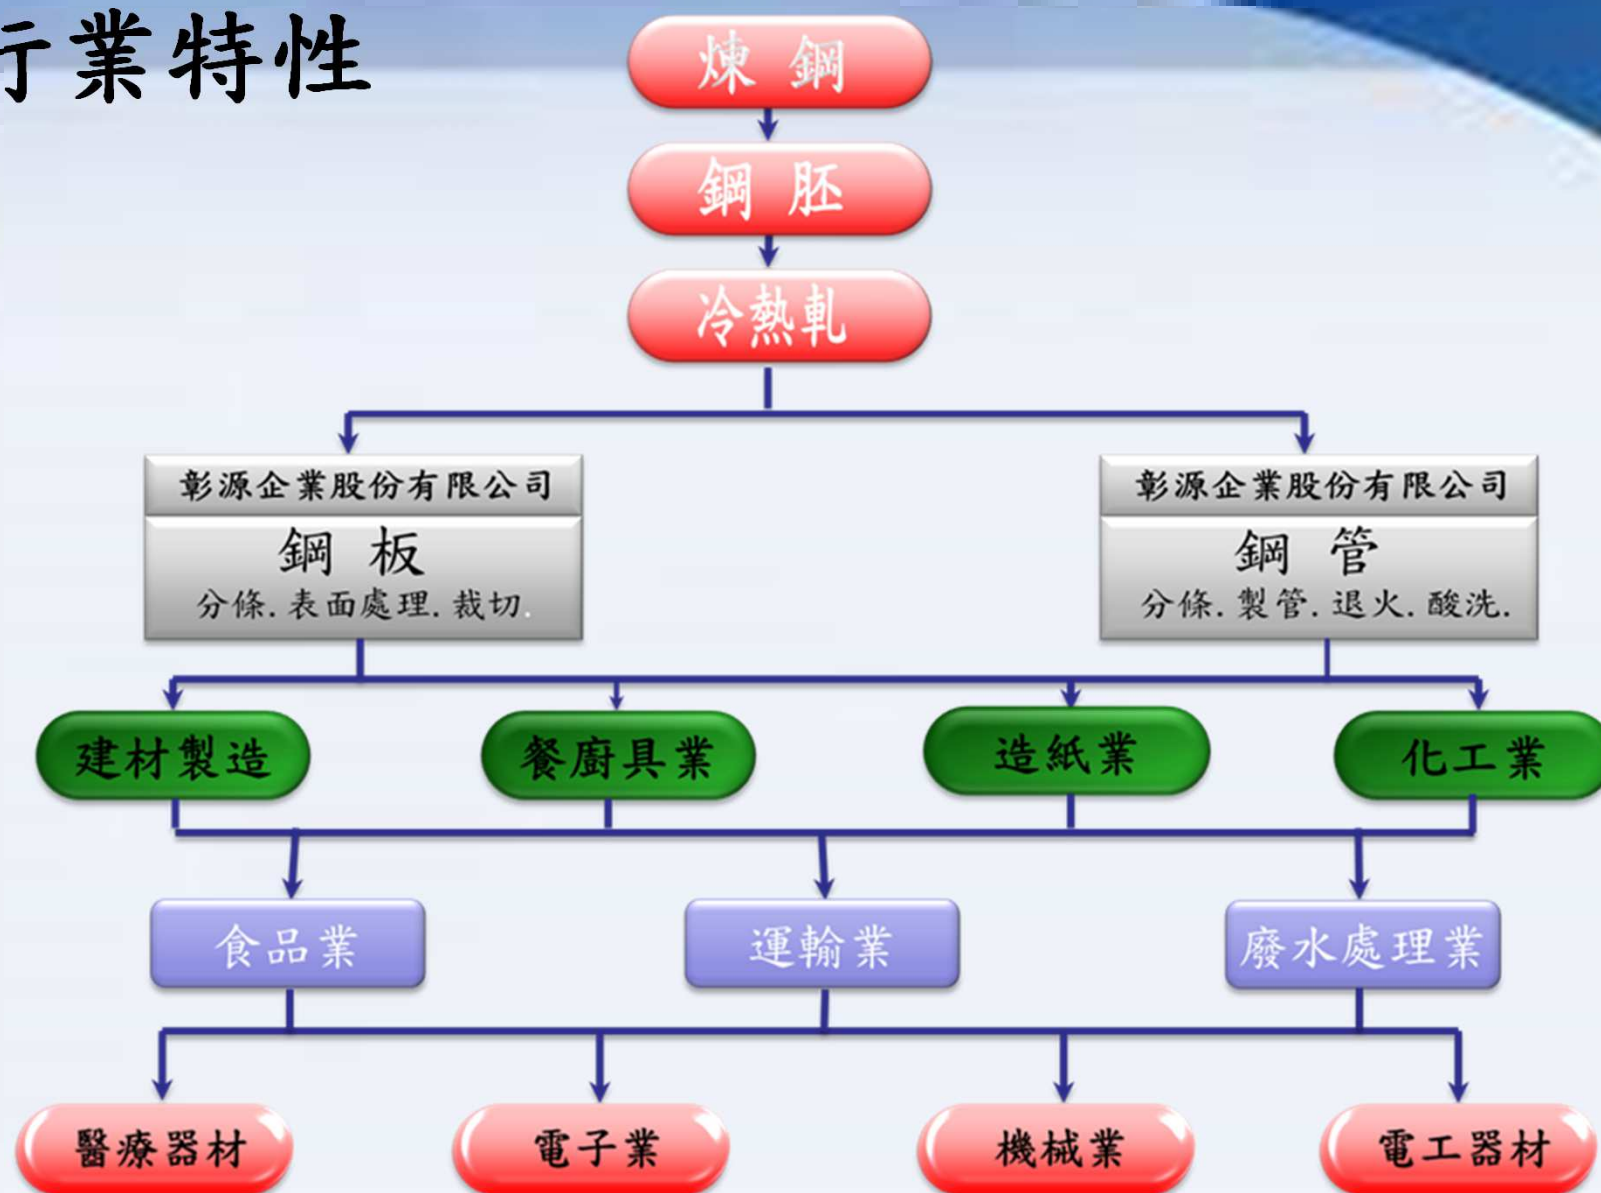 行業特性
煉 鋼
鋼 胚
冷熱軋
彰源企業股份有限公司
鋼 板
分條.表面處理.裁切.
彰源企業股份有限公司
鋼 管
分條.製管.退火.酸洗.
建材製造
餐廚具業
造紙業
化工業
食品業
運輸業
廢水處理業
醫療器材
電子業
機械業
電工器材